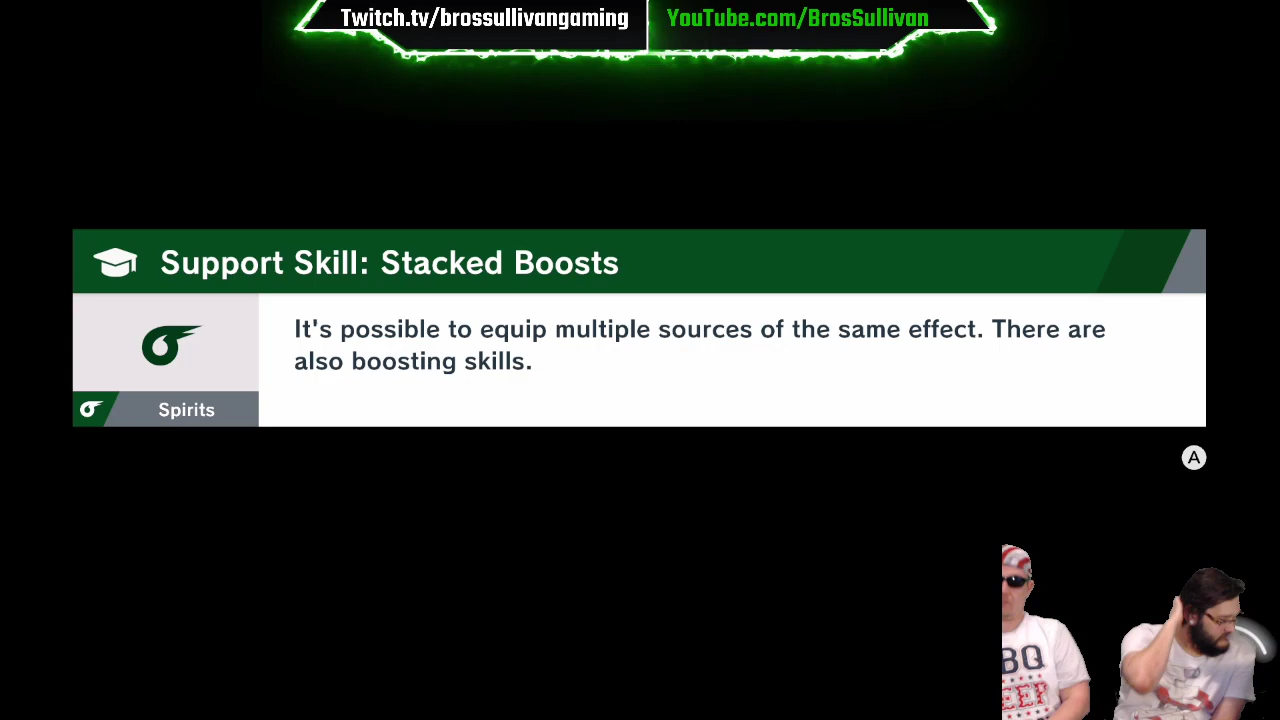 Twitch.tv/brossullivangaming
YouTube.com/BrosSullivan
Support Skill: Stacked Boosts
It's possible to equip multiple sources of the same effect. There are
also boosting skills.
Spirits
A
BQ